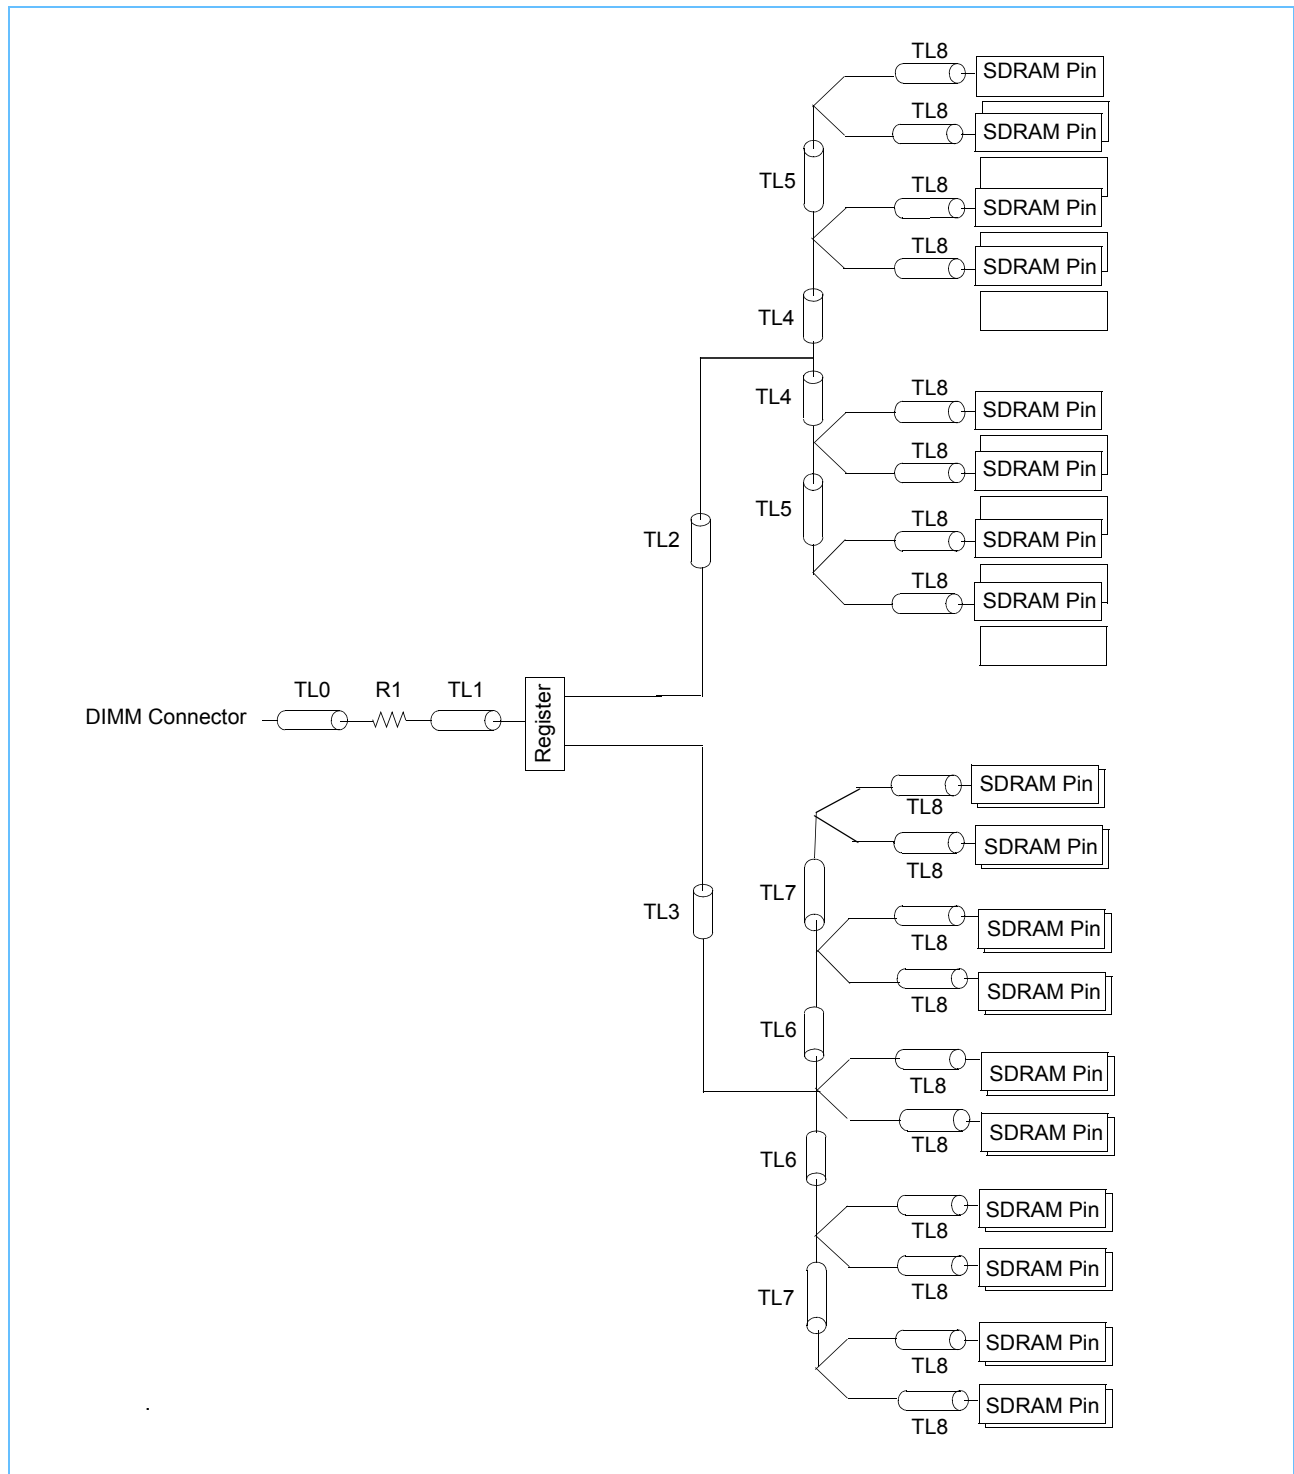 TL8
SDRAM Pin
TL8
SDRAM Pin
TL5
TL8
SDRAM Pin
TL8
SDRAM Pin
TL4
TL4
TL8
SDRAM Pin
TL8
SDRAM Pin
TL5
TL8
SDRAM Pin
TL2
TL8
SDRAM Pin
DIMM Connector
TL0
R1
TL1
Register
SDRAM Pin
TL8
SDRAM Pin
TL8
TL7
TL3
SDRAM Pin
TL8
SDRAM Pin
TL8
TL6
SDRAM Pin
TL8
SDRAM Pin
TL8
TL6
SDRAM Pin
TL8
SDRAM Pin
TL8
TL7
SDRAM Pin
TL8
SDRAM Pin
TL8
.